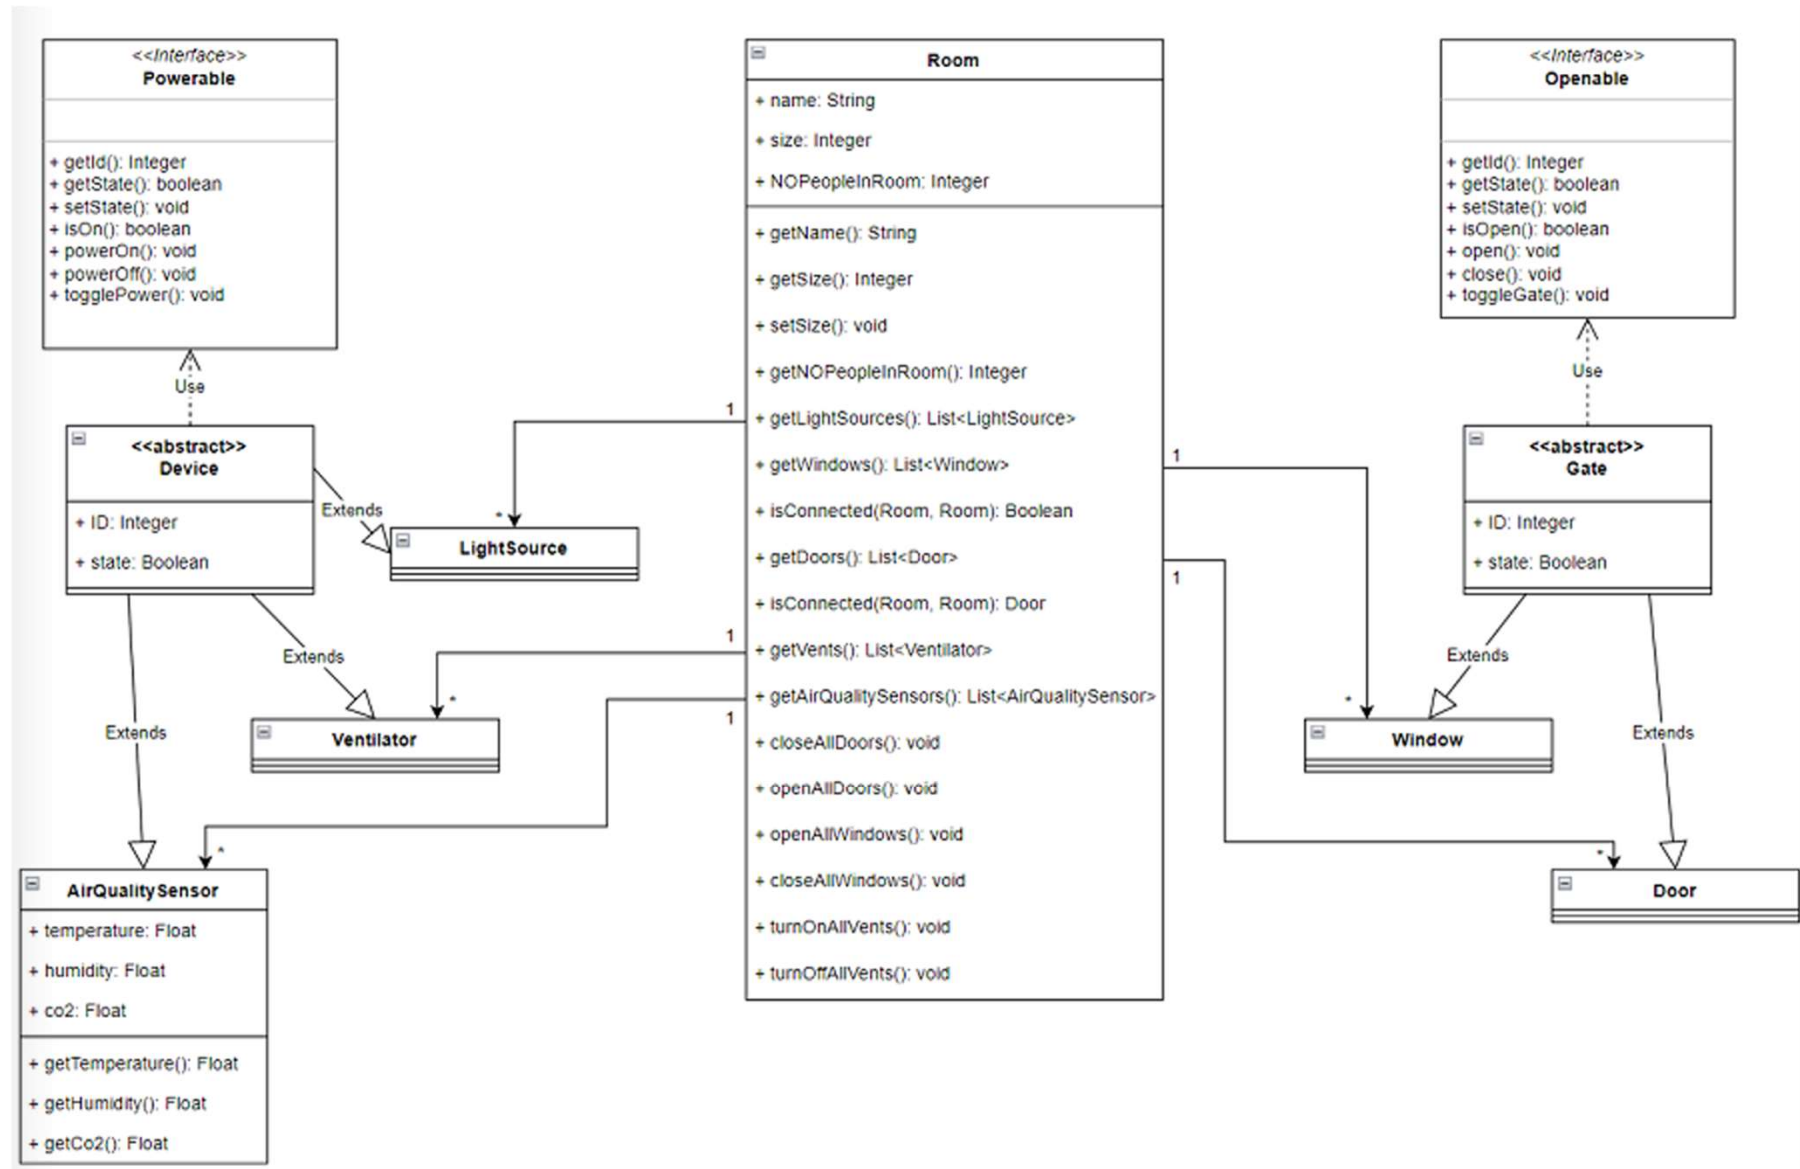 <<Interface>>
Powerable
+ getId(): Integer
+ getState(): boolean
+ setState(): void
+ isOn(): boolean
+ powerOn(): void
+ powerOff(): void
+ togglePower(): void
Use
<<abstract>>
Device
+ ID: Integer
+ state: Boolean
Extends
Extends
Extends
LightSource
Ventilator
AirQualitySensor
+ temperature: Float
+ humidity: Float
+ co2: Float
+ getTemperature(): Float
+ getHumidity(): Float
+ getCo2(): Float
1
*
1
*
1
*
Room
+ name: String
+ size: Integer
+ NOPeopleInRoom: Integer
+ getName(): String
+ getSize(): Integer
+ setSize(): void
+ getNOPeopleInRoom(): Integer
+ getLightSources(): List<LightSource>
+ getWindows(): List<Window>
+ isConnected(Room, Room): Boolean
+ getDoors(): List<Door>
+ isConnected(Room, Room): Door
+ getVents(): List<Ventilator>
+ getAirQualitySensors(): List<AirQualitySensor>
+ closeAllDoors(): void
+ openAllDoors(): void
+ openAllWindows(): void
+ closeAllWindows(): void
+ turnOnAllVents(): void
+ turnOffAllVents(): void
1
*
1
*
<<Interface>>
Openable
+ getId(): Integer
+ getState(): boolean
+ setState(): void
+ isOpen(): boolean
+ open(): void
+ close(): void
+ toggleGate(): void
Use
<<abstract>>
Gate
+ ID: Integer
+ state: Boolean
Extends
Extends
Window
Door